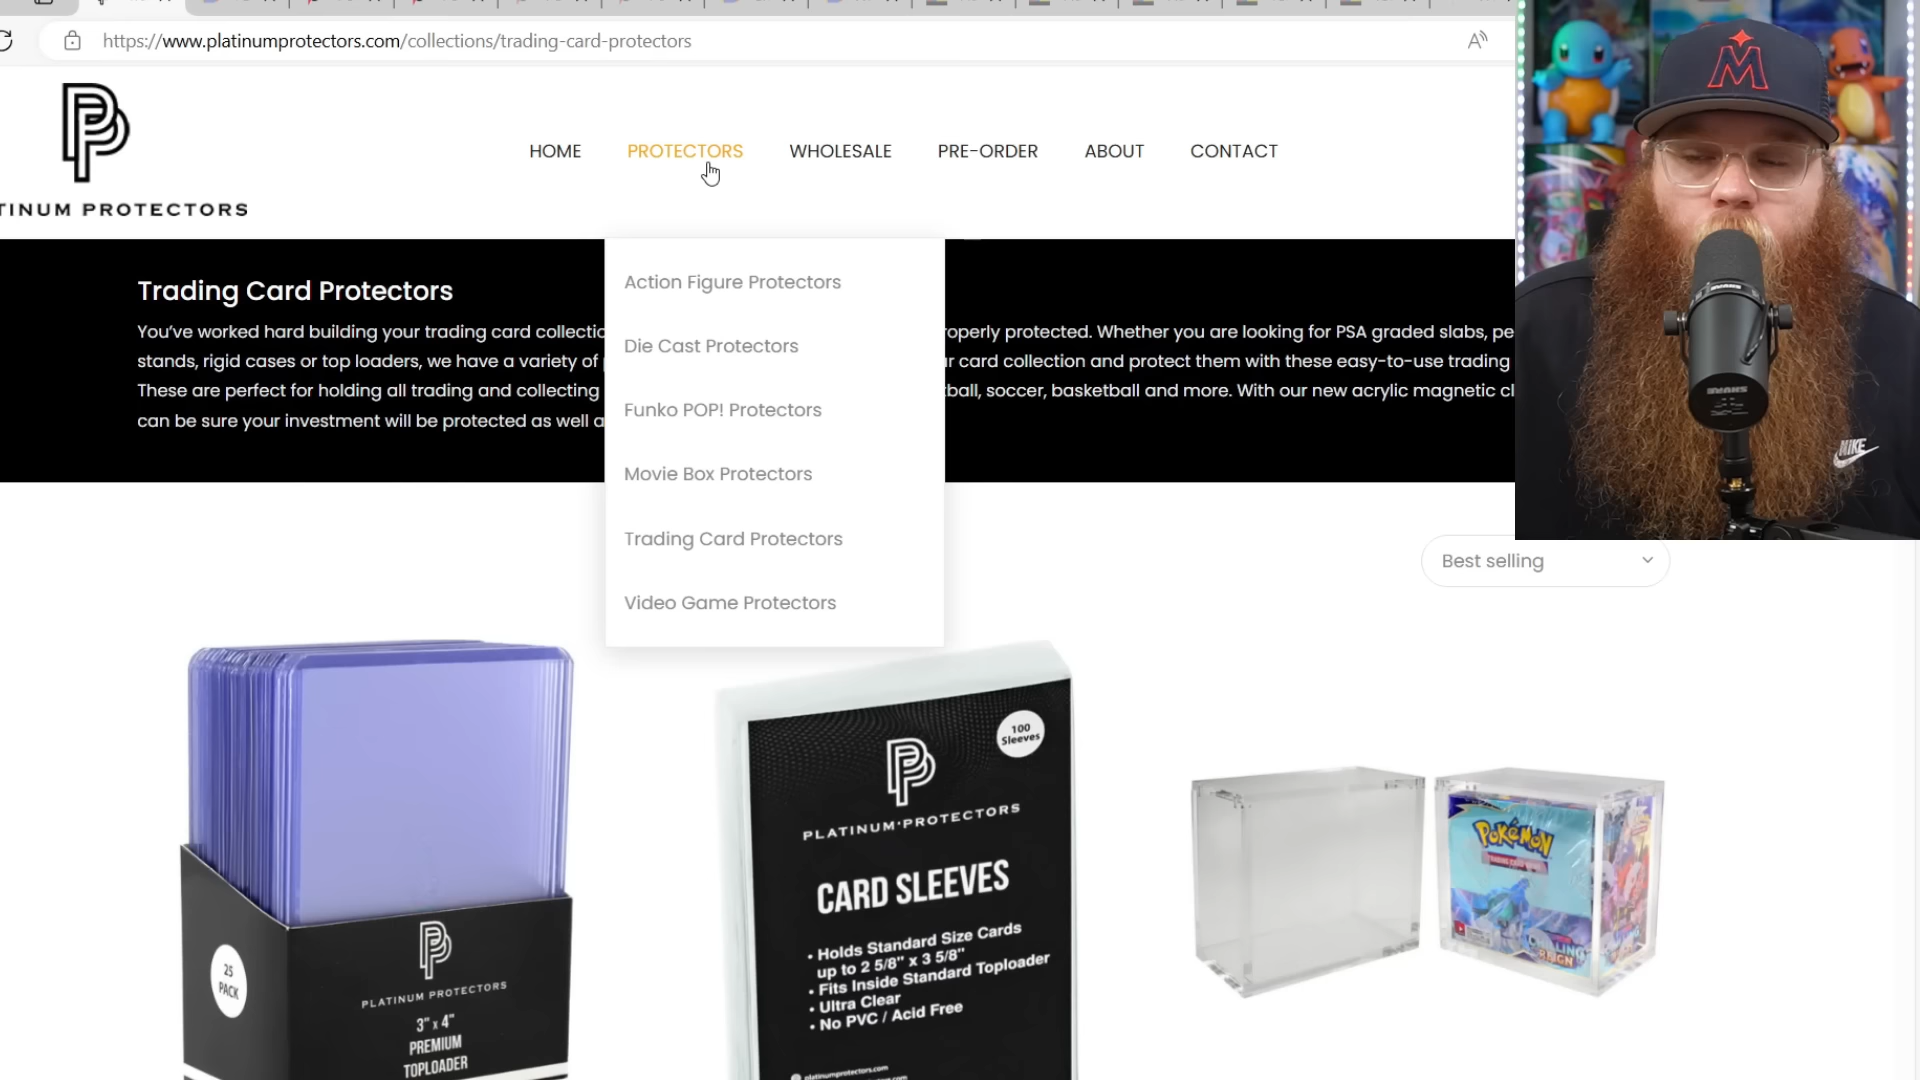 https://www.platinumprotectors.com/collections/trading-card-protectors
TINUM PROTECTORS
HOME
PROTECTORS
WHOLESALE
PRE-ORDER
ABOUT
CONTACT
Action Figure Protectors
Die Cast Protectors
Funko POP! Protectors
Movie Box Protectors
Trading Card Protectors
Video Game Protectors
Trading Card Protectors
You've worked hard building your trading card collectio
roperly protected. Whether you are looking for PSA graded slabs, pe
stands, rigid cases or top loaders, we have a variety of
r card collection and protect them with these easy-to-use trading
These are perfect for holding all trading and collecting
ball, soccer, basketball and more. With our new acrylic magnetic cl
can be sure your investment will be protected as well a
Best selling
25
PACK
PLATINUM PROTECTORS
3" x 4"
PREMIUM
TOPLOADER
100
Sleeves
PLATINUM·PROTECTORS
CARD SLEEVES
• Holds Standard Size Cards
up to 2 5/8" x 3 5/8"
• Fits Inside Standard Toploader
• Ultra Clear
• No PVC / Acid Free
platinumprotectors.com
POKéMON
CHILLING
REIGN
M
NIKE
SHURE